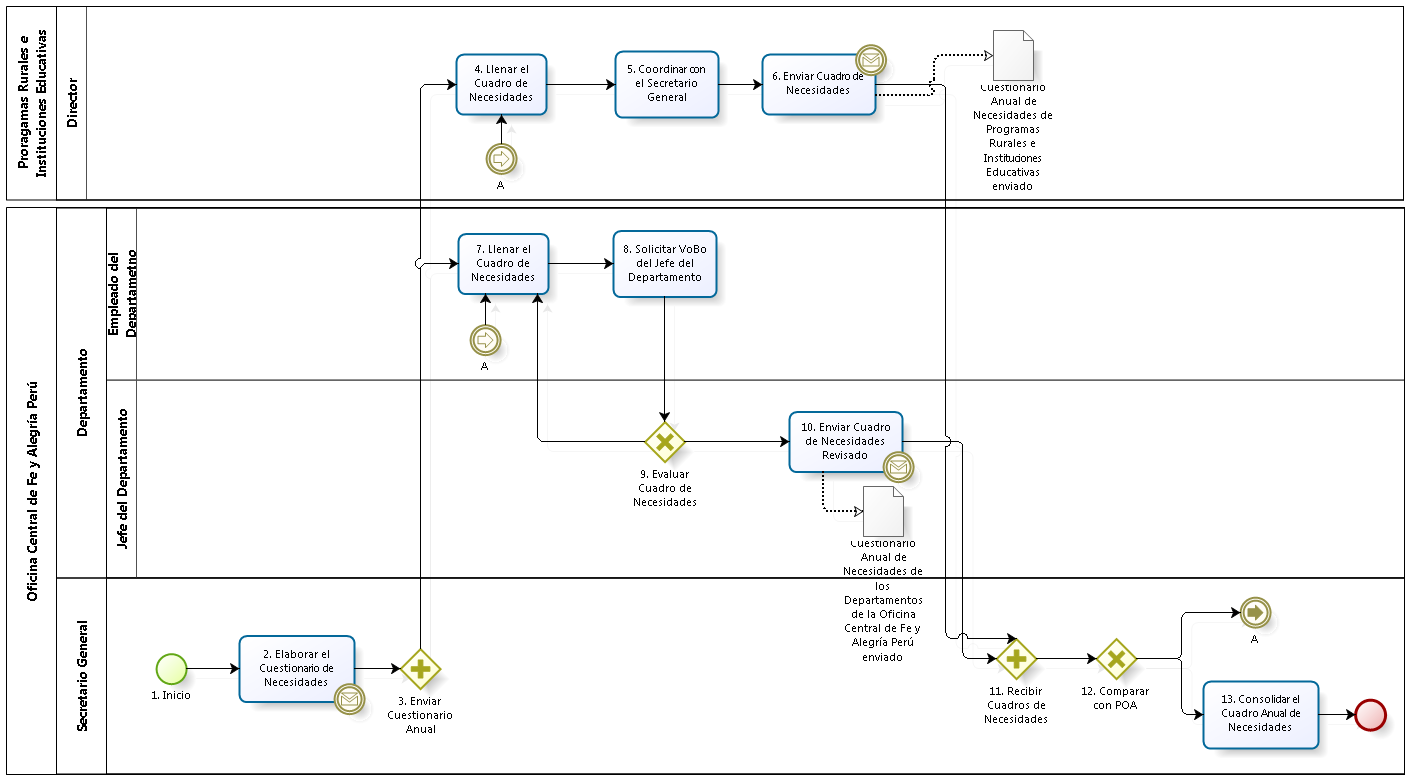 Proragamas Rurales e
Instituciones Educativas
Director
4. Llenar el
Cuadro de
Necesidades
5. Coordinar con
el Secretario
General
6. Enviar Cuadro de
Necesidades
Cuestionario
Anual de
Necesidades de
Programas
Rurales e
Instituciones
Educativas
enviado
A
Oficina Central de Fe y Alegría Perú
Departamento
Empleado del
Departametno
7. Llenar el
Cuadro de
Necesidades
8. Solicitar VoBo
del Jefe del
Departamento
A
Jefe del Departamento
9. Evaluar
Cuadro de
Necesidades
10. Enviar Cuadro
de Necesidades
Revisado
Cuestionario
Anual de
Necesidades de
los
Departamentos
de la Oficina
Central de Fe y
Alegría Perú
enviado
Secretario General
1. Inicio
2. Elaborar el
Cuestionario de
Necesidades
3. Enviar
Cuestionario
Anual
11. Recibir
Cuadros de
Necesidades
12. Comparar
con POA
A
13. Consolidar el
Cuadro Anual de
Necesidades